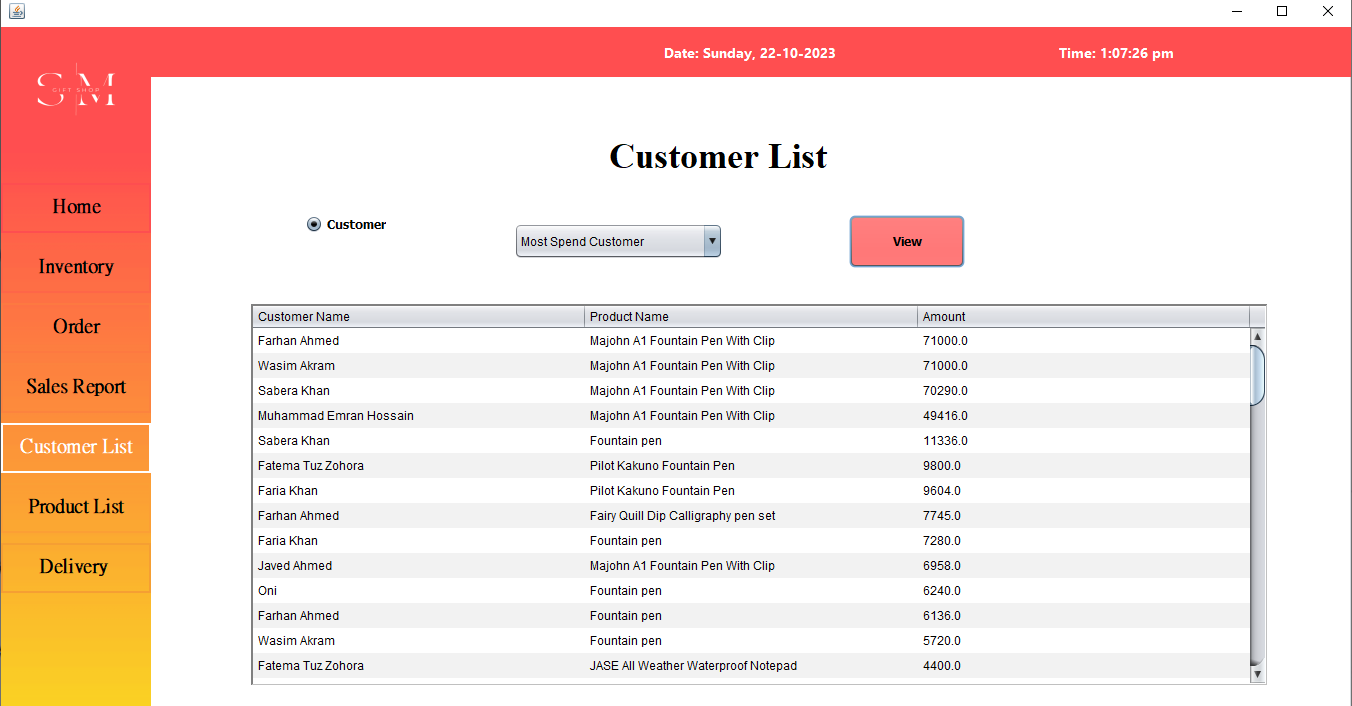 Date: Sunday, 22-10-2023 Time: 1:07:26 pm
S M
GIFT SHOP
Home
Inventory
Order
Sales Report
Customer List
Product List
Delivery
Customer List
Customer Most Spend Customer View
Customer Name Product Name Amount
Farhan Ahmed Majohn A1 Fountain Pen With Clip 71000.0
Wasim Akram Majohn A1 Fountain Pen With Clip 71000.0
Sabera Khan Majohn A1 Fountain Pen With Clip 70290.0
Muhammad Emran Hossain Majohn A1 Fountain Pen With Clip 49416.0
Sabera Khan Fountain pen 11336.0
Fatema Tuz Zohora Pilot Kakuno Fountain Pen 9800.0
Faria Khan Pilot Kakuno Fountain Pen 9604.0
Farhan Ahmed Fairy Quill Dip Calligraphy pen set 7745.0
Faria Khan Fountain pen 7280.0
Javed Ahmed Majohn A1 Fountain Pen With Clip 6958.0
Oni Fountain pen 6240.0
Farhan Ahmed Fountain pen 6136.0
Wasim Akram Fountain pen 5720.0
Fatema Tuz Zohora JASE All Weather Waterproof Notepad 4400.0